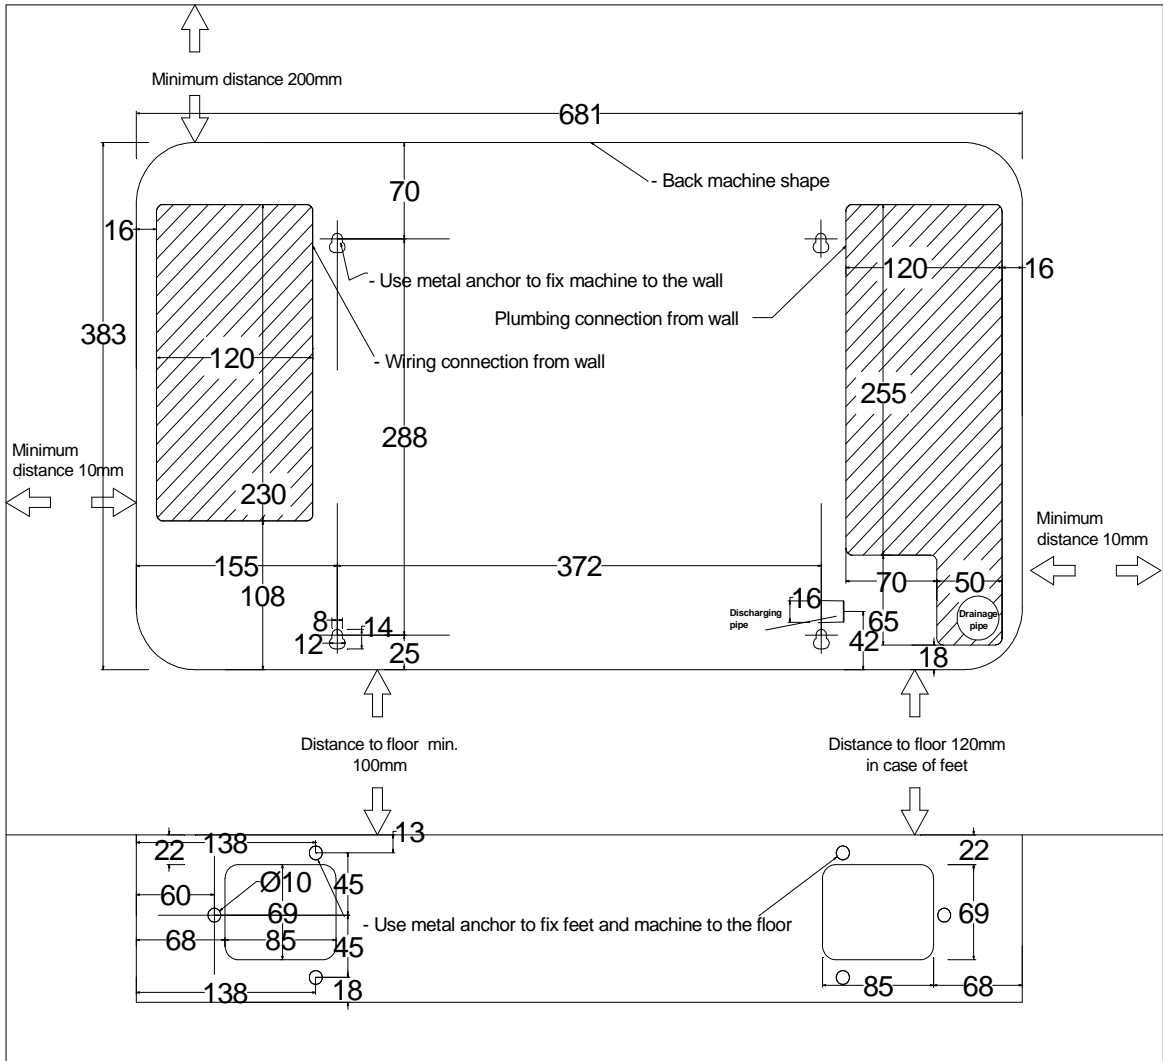 Minimum distance 200mm
681
- Back machine shape
70
16
120
16
- Use metal anchor to fix machine to the wall
Plumbing connection from wall
383
120
- Wiring connection from wall
255
288
Minimum
distance 10mm
230
Minimum
distance 10mm
155
372
108
70
50
16
8
14
Discharging
pipe
65
Drainage
pipe
12
25
42
18
Distance to floor min.
100mm
Distance to floor 120mm
in case of feet
138
13
22
22
60
Ø10
45
69
69
- Use metal anchor to fix feet and machine to the floor
68
85
45
138
18
85
68